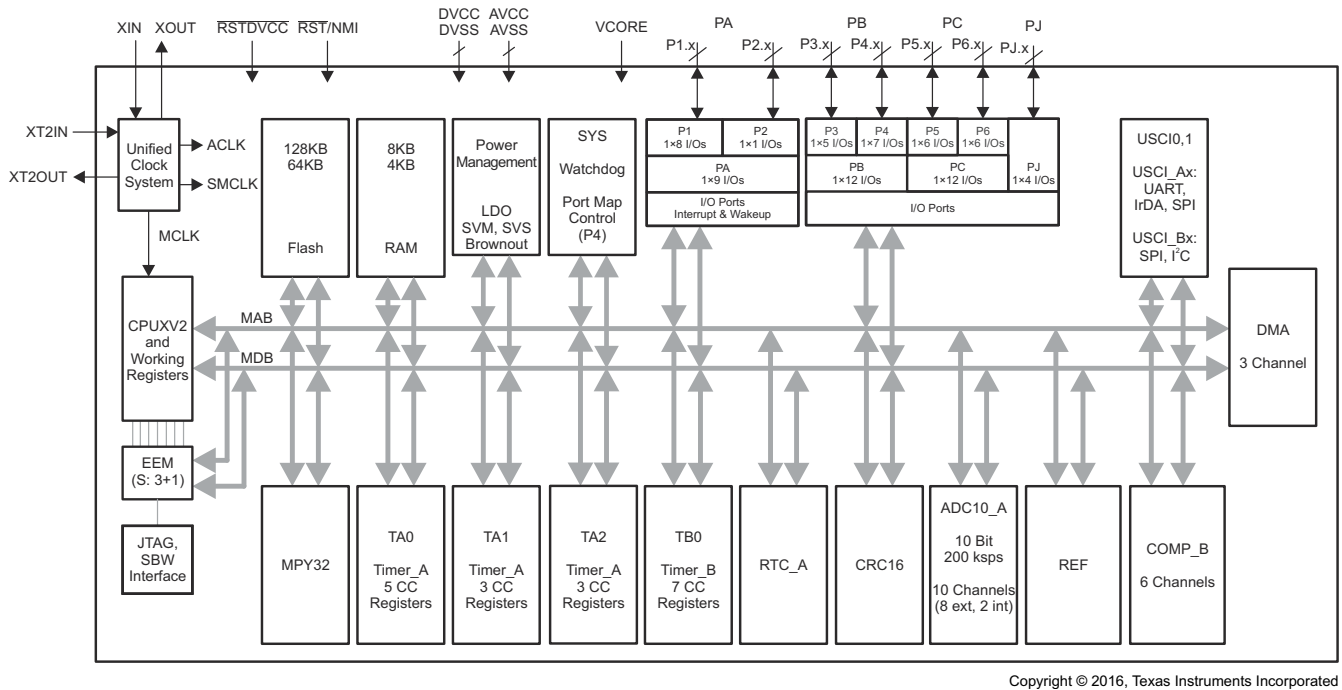 XIN
XOUT
RSTDVCC
RST/NMI
DVCC
DVSS
AVCC
AVSS
VCORE
PA
P1.x
P2.x
PB
P3.x
P4.x
PC
P5.x
P6.x
PJ
PJ.x
XT2IN
XT2OUT
Unified
Clock
System
ACLK
SMCLK
MCLK
128KB
64KB
Flash
8KB
4KB
RAM
Power
Management
LDO
SVM, SVS
Brownout
SYS
Watchdog
Port Map
Control
(P4)
P1
1×8 I/Os
P2
1×1 I/Os
PA
1×9 I/Os
I/O Ports
Interrupt & Wakeup
P3
1×5 I/Os
P4
1×7 I/Os
P5
1×6 I/Os
P6
1×6 I/Os
PB
1×12 I/Os
PC
1×12 I/Os
PJ
1×4 I/Os
I/O Ports
USCI0,1
USCI_Ax:
UART,
IrDA, SPI
USCI_Bx:
SPI, I²C
CPUXV2
and
Working
Registers
MAB
MDB
DMA
3 Channel
EEM
(S: 3+1)
JTAG,
SBW
Interface
MPY32
TA0
Timer_A
5 CC
Registers
TA1
Timer_A
3 CC
Registers
TA2
Timer_A
3 CC
Registers
TB0
Timer_B
7 CC
Registers
RTC_A
CRC16
ADC10_A
10 Bit
200 ksps
10 Channels
(8 ext, 2 int)
REF
COMP_B
6 Channels
Copyright © 2016, Texas Instruments Incorporated